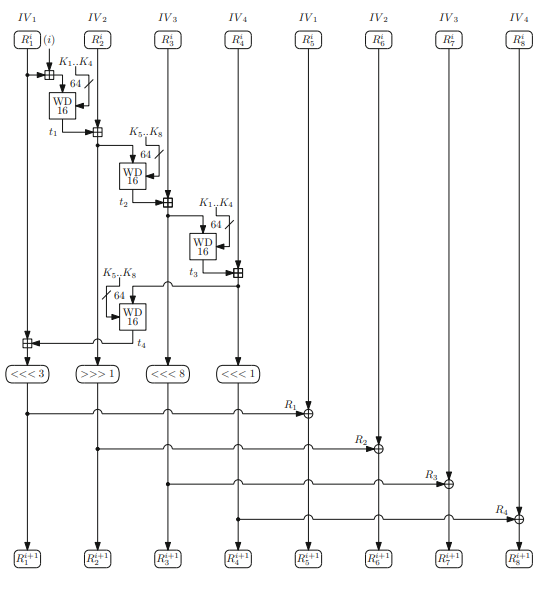 IV₁ IV₂ IV₃ IV₄ IV₁ IV₂ IV₃ IV₄
R₁ⁱ (i) R₂ⁱ R₃ⁱ R₄ⁱ R₅ⁱ R₆ⁱ R₇ⁱ R₈ⁱ
K₁..K₄
64
WD
16
t₁
K₅..K₈
64
WD
16
t₂
K₁..K₄
64
WD
16
t₃
K₅..K₈
64
WD
16
t₄
<<< 3 >>> 1 <<< 8 <<< 1
R₁
R₂
R₃
R₄
R₁ⁱ⁺¹ R₂ⁱ⁺¹ R₃ⁱ⁺¹ R₄ⁱ⁺¹ R₅ⁱ⁺¹ R₆ⁱ⁺¹ R₇ⁱ⁺¹ R₈ⁱ⁺¹